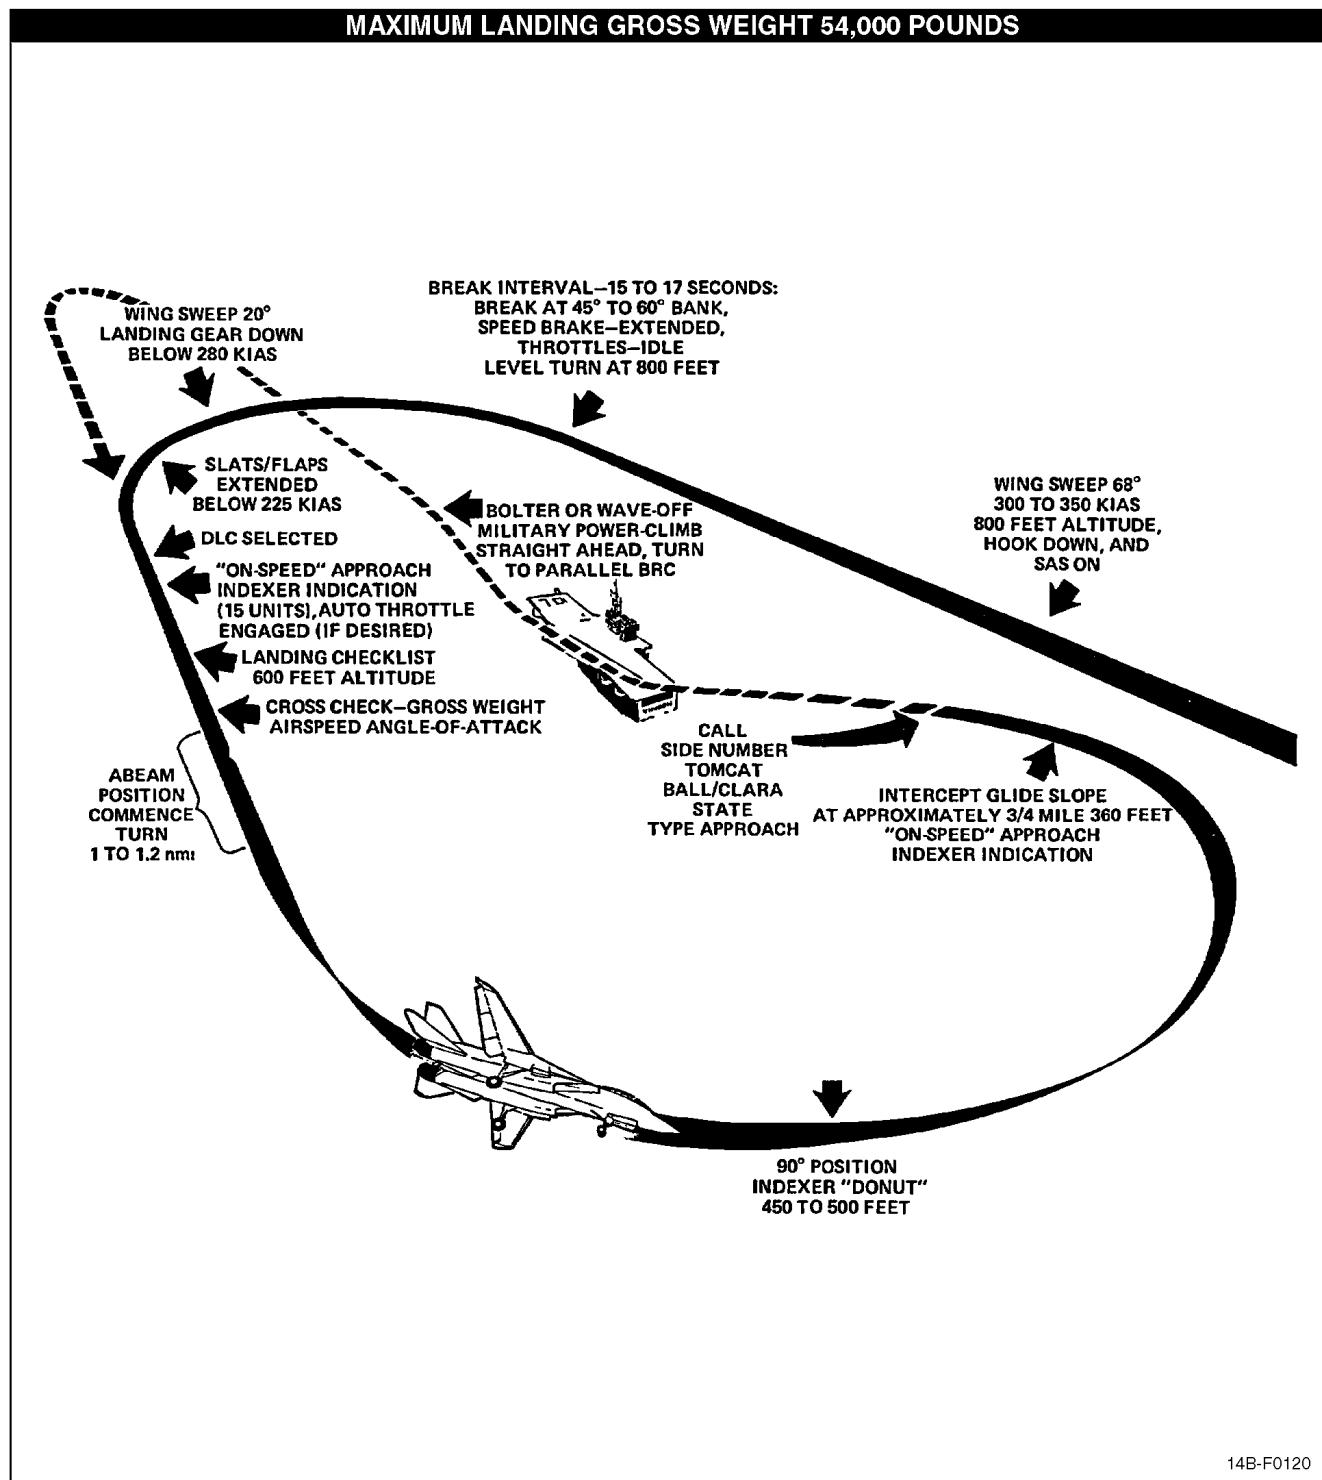 MAXIMUM LANDING GROSS WEIGHT 54,000 POUNDS
BREAK INTERVAL–15 TO 17 SECONDS:
BREAK AT 45° TO 60° BANK,
SPEED BRAKE–EXTENDED,
THROTTLES–IDLE
LEVEL TURN AT 800 FEET
WING SWEEP 20°
LANDING GEAR DOWN
BELOW 280 KIAS
SLATS/FLAPS
EXTENDED
BELOW 225 KIAS
WING SWEEP 68°
300 TO 350 KIAS
800 FEET ALTITUDE,
HOOK DOWN, AND
SAS ON
BOLTER OR WAVE-OFF
MILITARY POWER-CLIMB
STRAIGHT AHEAD, TURN
TO PARALLEL BRC
DLC SELECTED
"ON-SPEED" APPROACH
INDEXER INDICATION
(15 UNITS), AUTO THROTTLE
ENGAGED (IF DESIRED)
LANDING CHECKLIST
600 FEET ALTITUDE
CROSS CHECK–GROSS WEIGHT
AIRSPEED ANGLE-OF-ATTACK
CALL
SIDE NUMBER
TOMCAT
BALL/CLARA
STATE
TYPE APPROACH
ABEAM
POSITION
COMMENCE
TURN
1 TO 1.2 nmi
INTERCEPT GLIDE SLOPE
AT APPROXIMATELY 3/4 MILE 360 FEET
"ON-SPEED" APPROACH
INDEXER INDICATION
90° POSITION
INDEXER "DONUT"
450 TO 500 FEET
14B-F0120